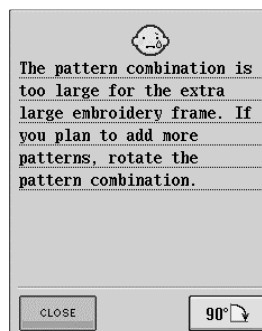 The pattern combination is
too large for the extra
large embroidery frame. If
you plan to add more
patterns, rotate the
pattern combination.
CLOSE
90°